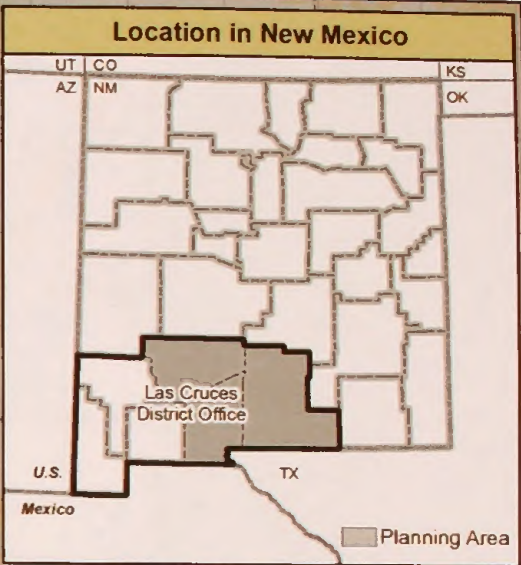 Location in New Mexico
UT CO
KS
AZ NM
OK
Las Cruces
District Office
U.S.
TX
Mexico
Planning Area